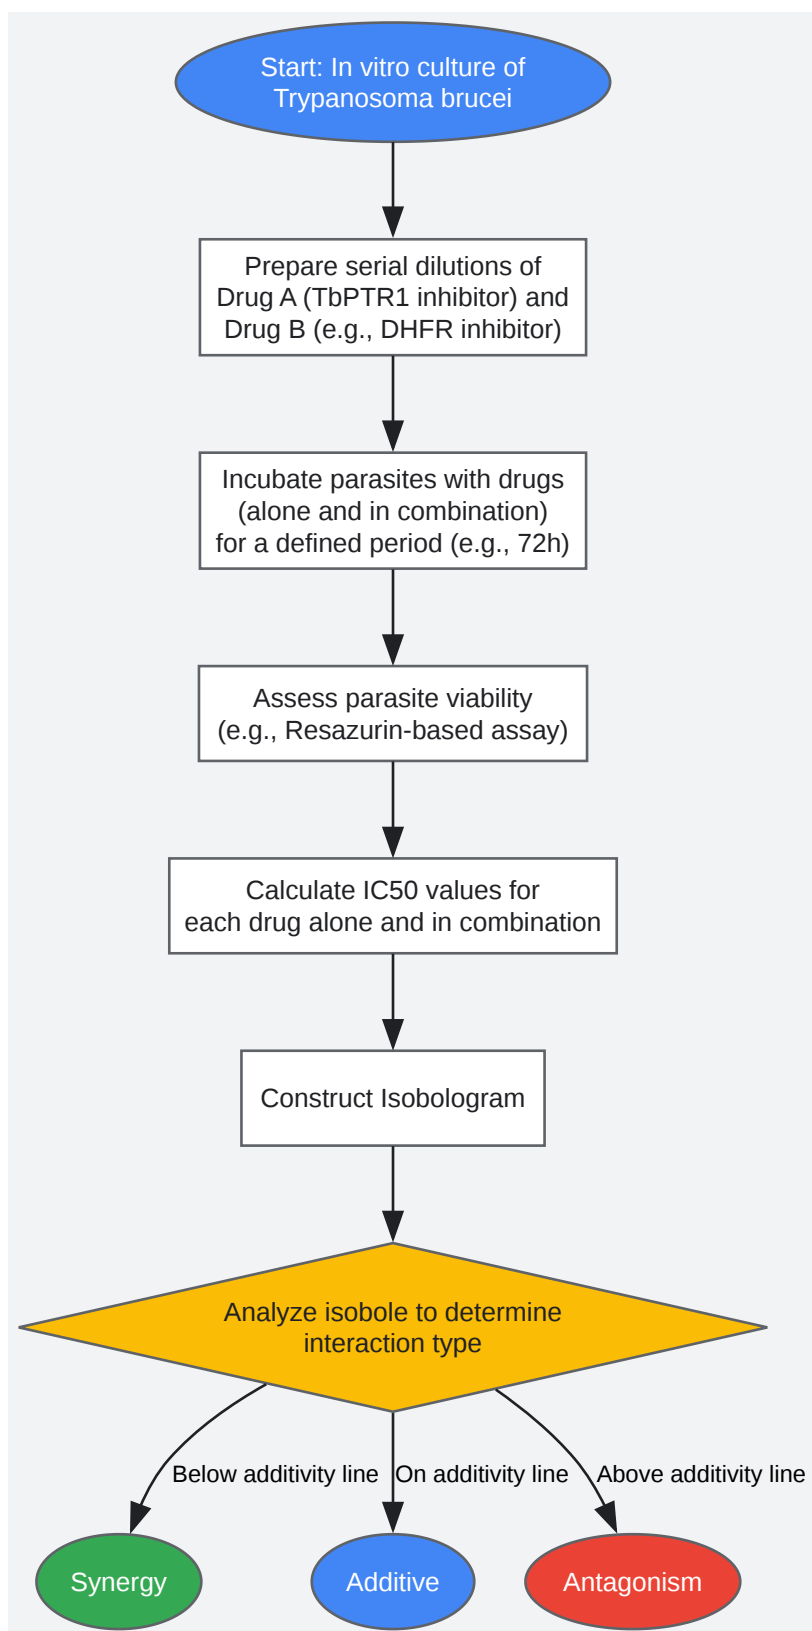 Start: In vitro culture of
Trypanosoma brucei
Prepare serial dilutions of
Drug A (TbPTR1 inhibitor) and
Drug B (e.g., DHFR inhibitor)
Incubate parasites with drugs
(alone and in combination)
for a defined period (e.g., 72h)
Assess parasite viability
(e.g., Resazurin-based assay)
Calculate IC50 values for
each drug alone and in combination
Construct Isobologram
Analyze isobole to determine
interaction type
Below additivity line
On additivity line
Above additivity line
Synergy
Additive
Antagonism